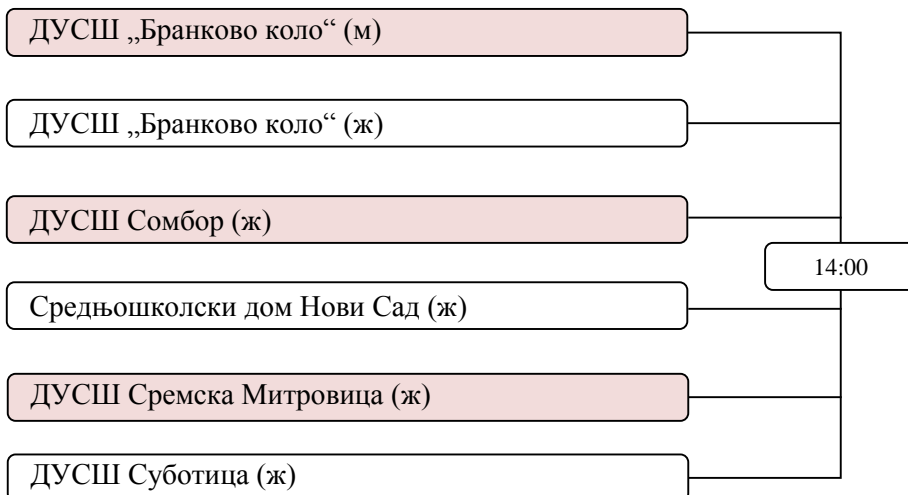 ДУСШ „Бранково коло“ (м)
ДУСШ „Бранково коло“ (ж)
ДУСШ Сомбор (ж)
14:00
Средњошколски дом Нови Сад (ж)
ДУСШ Сремска Митровица (ж)
ДУСШ Суботица (ж)